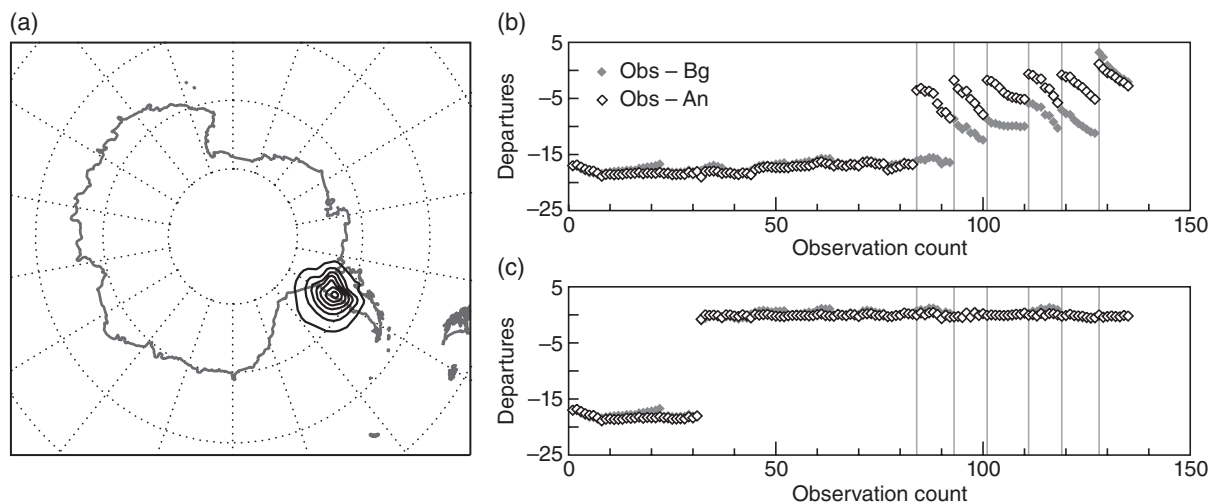 (a)
(b)
5
−5
−15
−25
Departures
Obs – Bg
Obs – An
0
50
100
150
Observation count
(c)
5
−5
−15
−25
Departures
0
50
100
150
Observation count